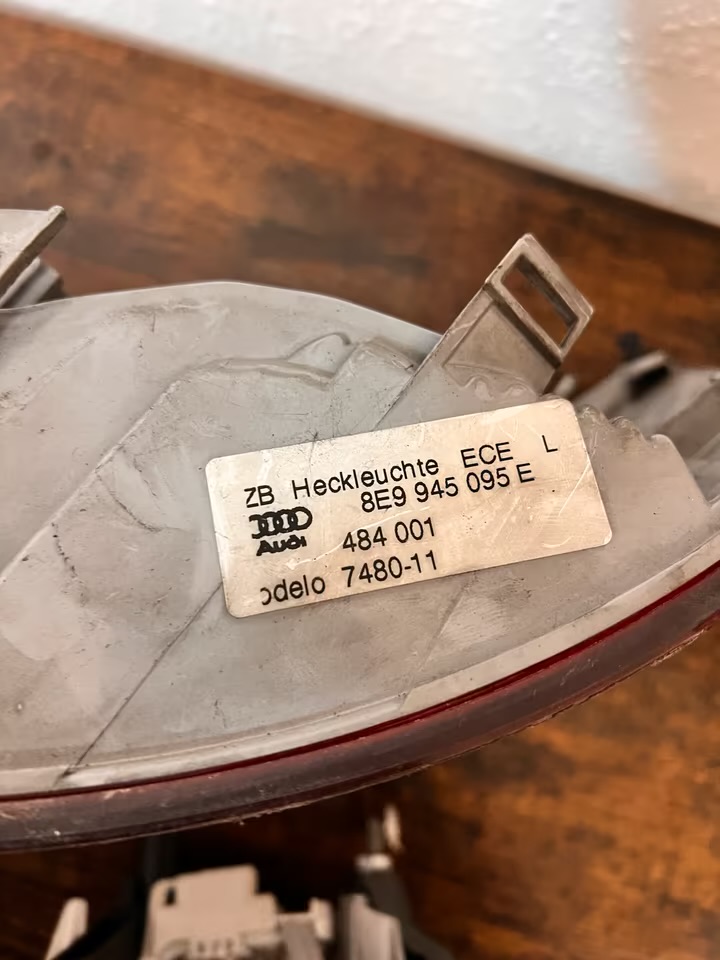 ZB Heckleuchte ECE L
8E9 945 095 E
Audi 484 001
odelo 7480-11